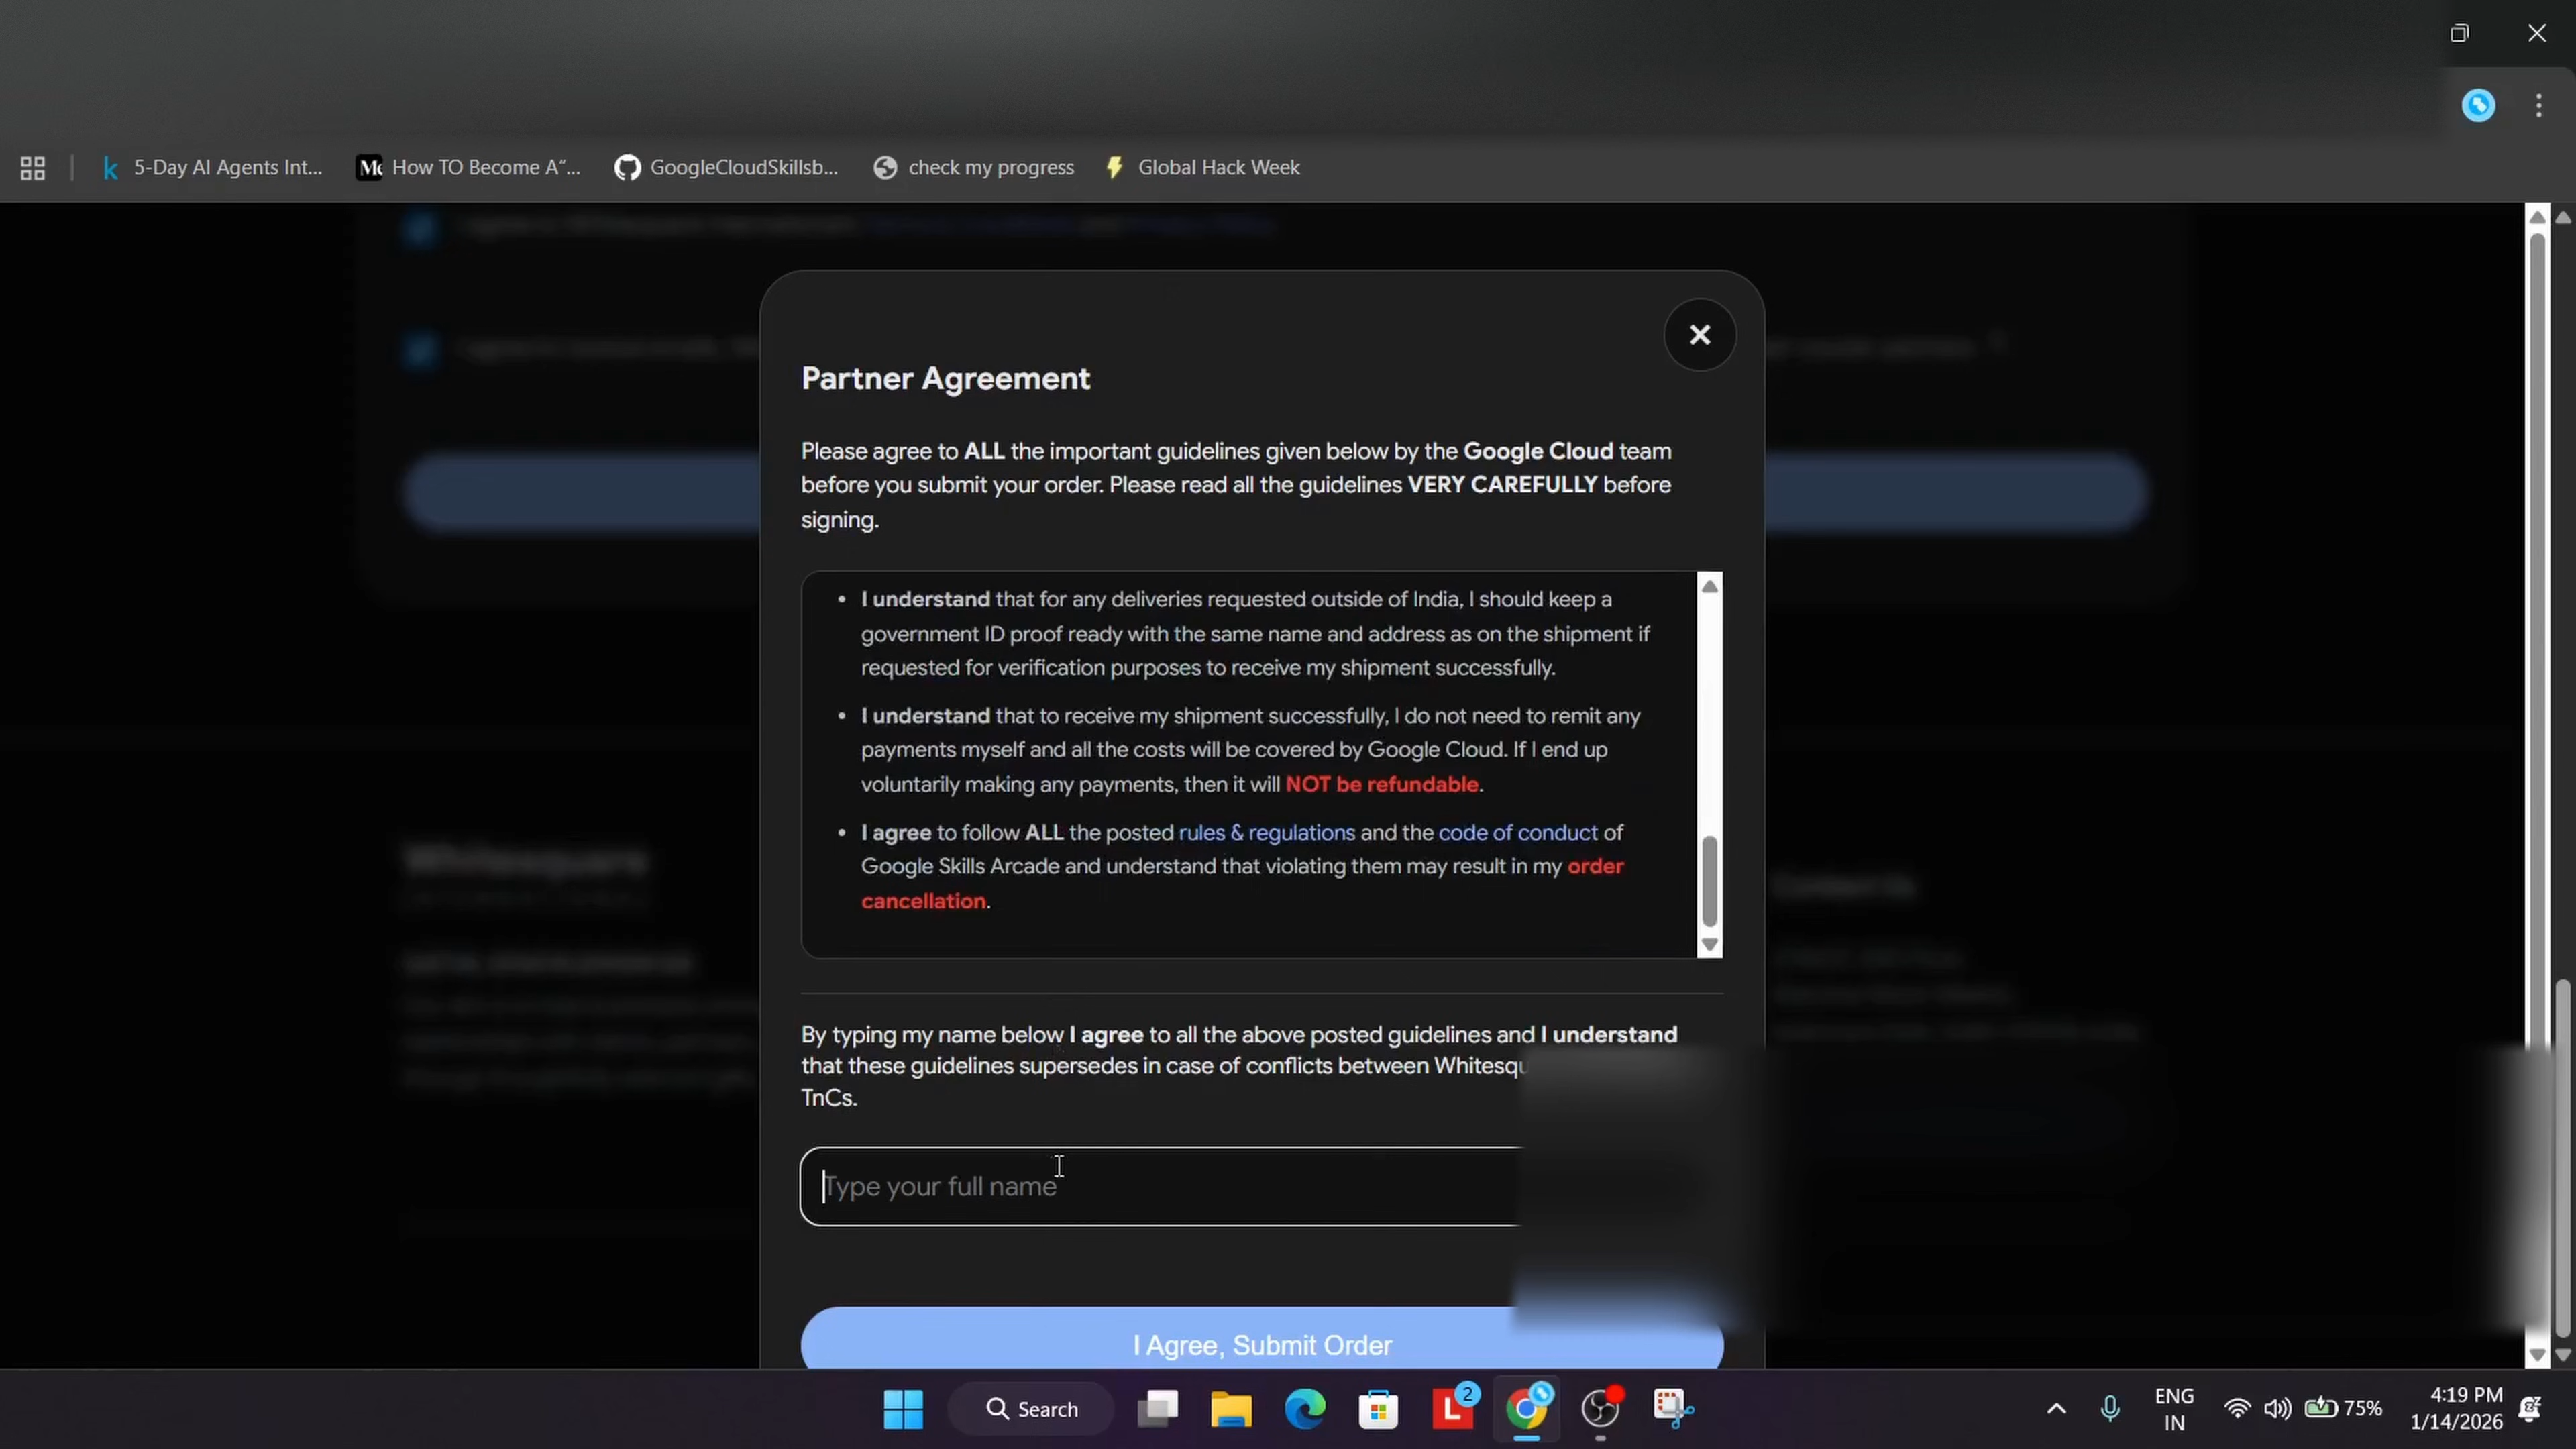 5-Day AI Agents Int...
How TO Become A“...
GoogleCloudSkillsb...
check my progress
Global Hack Week
Partner Agreement
Please agree to ALL the important guidelines given below by the Google Cloud team
before you submit your order. Please read all the guidelines VERY CAREFULLY before
signing.
• I understand that for any deliveries requested outside of India, I should keep a
government ID proof ready with the same name and address as on the shipment if
requested for verification purposes to receive my shipment successfully.
• I understand that to receive my shipment successfully, I do not need to remit any
payments myself and all the costs will be covered by Google Cloud. If I end up
voluntarily making any payments, then it will NOT be refundable.
• I agree to follow ALL the posted rules & regulations and the code of conduct of
Google Skills Arcade and understand that violating them may result in my order
cancellation.
By typing my name below I agree to all the above posted guidelines and I understand
that these guidelines supersedes in case of conflicts between Whitesqu
TnCs.
Type your full name
I Agree, Submit Order
Whitesquare
Contact Us
Search
2
ENG
IN
75%
4:19 PM
1/14/2026